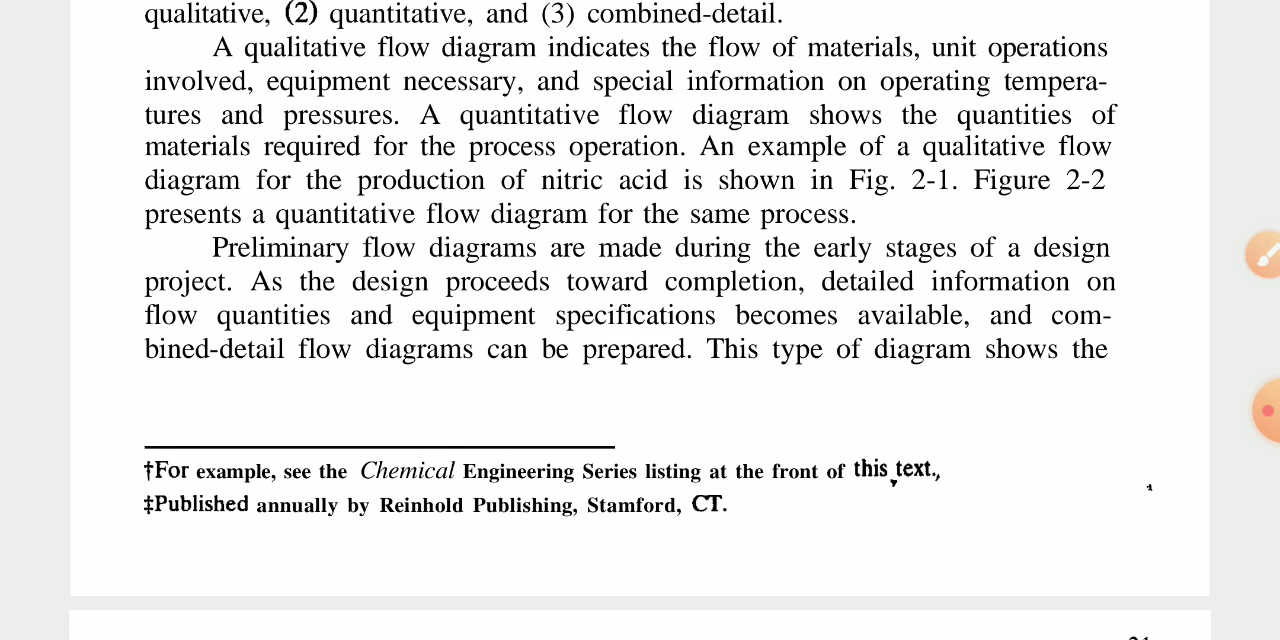 qualitative, (2) quantitative, and (3) combined-detail.
A qualitative flow diagram indicates the flow of materials, unit operations
involved, equipment necessary, and special information on operating tempera-
tures and pressures. A quantitative flow diagram shows the quantities of
materials required for the process operation. An example of a qualitative flow
diagram for the production of nitric acid is shown in Fig. 2-1. Figure 2-2
presents a quantitative flow diagram for the same process.
Preliminary flow diagrams are made during the early stages of a design
project. As the design proceeds toward completion, detailed information on
flow quantities and equipment specifications becomes available, and com-
bined-detail flow diagrams can be prepared. This type of diagram shows the
†For example, see the Chemical Engineering Series listing at the front of this text.,
‡Published annually by Reinhold Publishing, Stamford, CT.